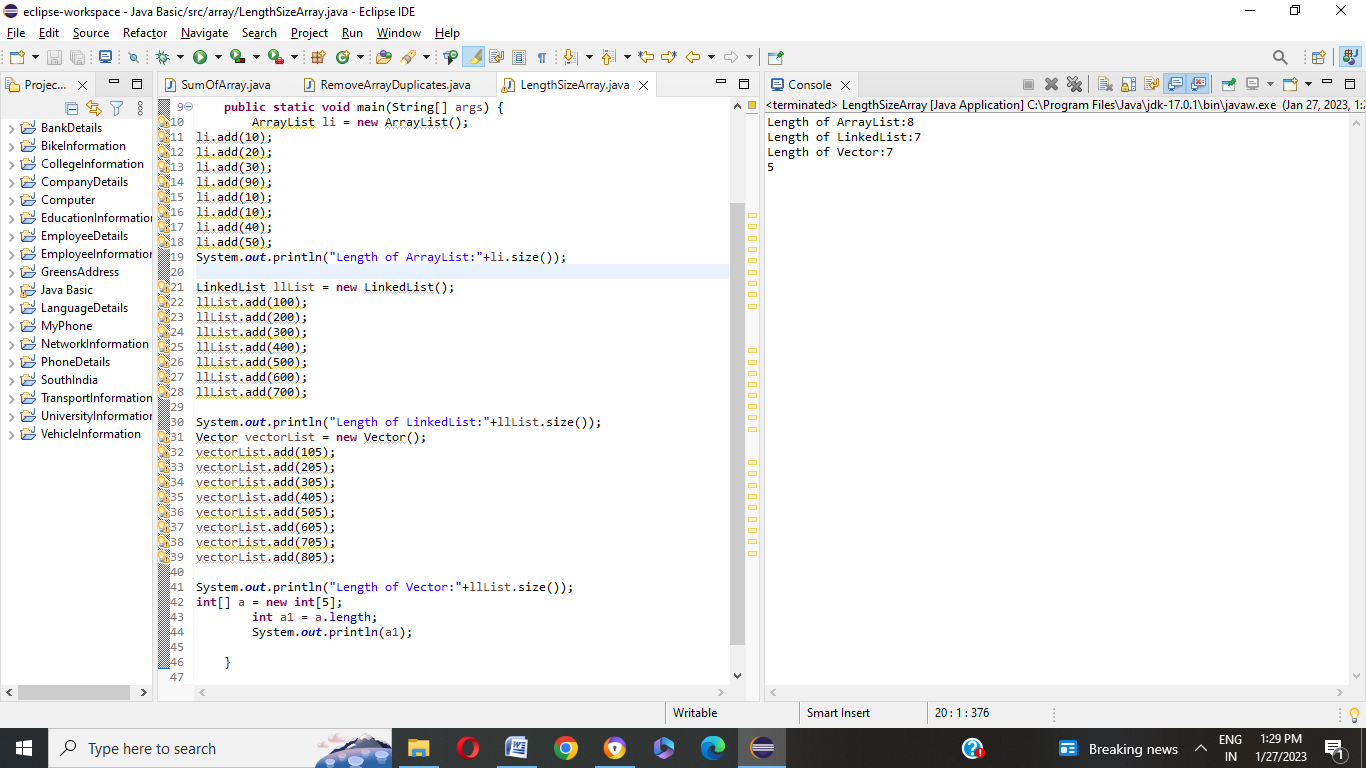 eclipse-workspace - Java Basic/src/array/LengthSizeArray.java - Eclipse IDE
File Edit Source Refactor Navigate Search Project Run Window Help
Projec...
BankDetails
BikeInformation
CollegeInformation
CompanyDetails
Computer
EducationInformation
EmployeeDetails
EmployeeInformation
GreensAddress
Java Basic
LanguageDetails
MyPhone
NetworkInformation
PhoneDetails
SouthIndia
TransportInformation
UniversityInformation
VehicleInformation
SumOfArray.java RemoveArrayDuplicates.java LengthSizeArray.java
9 public static void main(String[] args) {
10 ArrayList li = new ArrayList();
11 li.add(10);
12 li.add(20);
13 li.add(30);
14 li.add(90);
15 li.add(10);
16 li.add(10);
17 li.add(40);
18 li.add(50);
19 System.out.println("Length of ArrayList:"+li.size());
20
21 LinkedList llList = new LinkedList();
22 llList.add(100);
23 llList.add(200);
24 llList.add(300);
25 llList.add(400);
26 llList.add(500);
27 llList.add(600);
28 llList.add(700);
29
30 System.out.println("Length of LinkedList:"+llList.size());
31 Vector vectorList = new Vector();
32 vectorList.add(105);
33 vectorList.add(205);
34 vectorList.add(305);
35 vectorList.add(405);
36 vectorList.add(505);
37 vectorList.add(605);
38 vectorList.add(705);
39 vectorList.add(805);
40
41 System.out.println("Length of Vector:"+llList.size());
42 int[] a = new int[5];
43 int a1 = a.length;
44 System.out.println(a1);
45
46 }
47
Console
<terminated> LengthSizeArray [Java Application] C:\Program Files\Java\jdk-17.0.1\bin\javaw.exe (Jan 27, 2023, 1:2
Length of ArrayList:8
Length of LinkedList:7
Length of Vector:7
5
Writable Smart Insert 20 : 1 : 376
Type here to search
Breaking news
ENG
IN
1:29 PM
1/27/2023
1